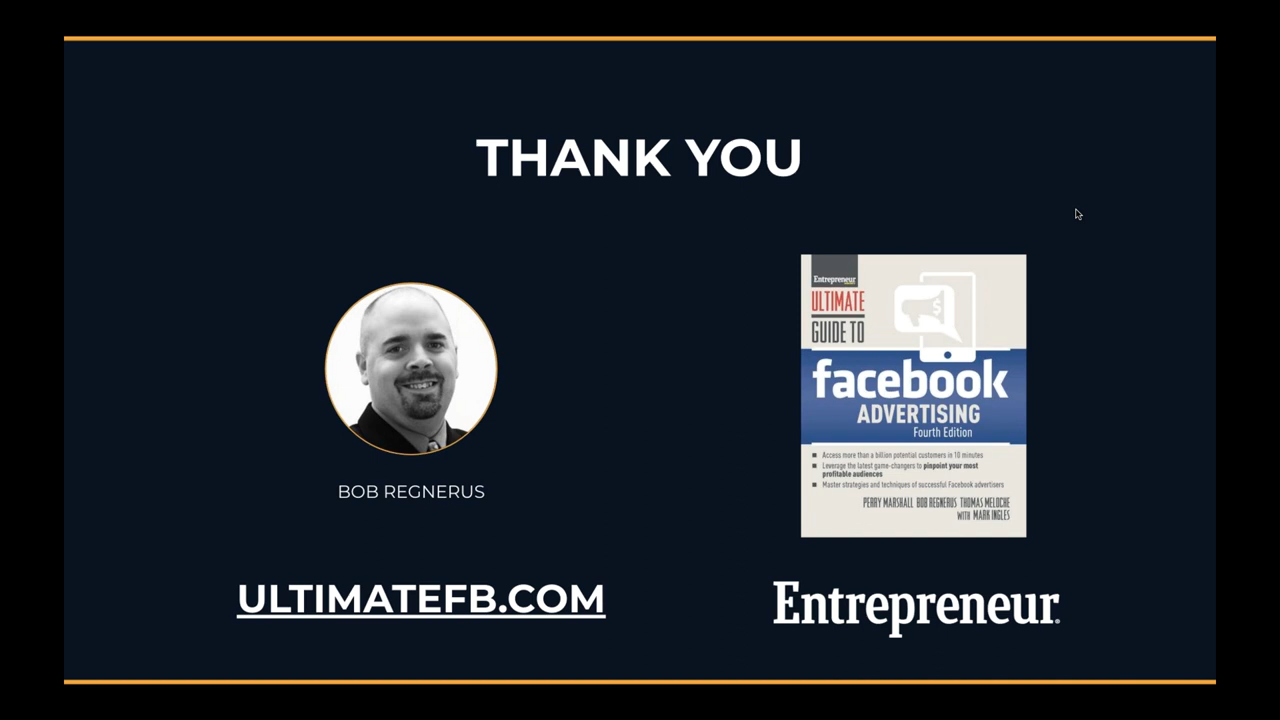 THANK YOU
BOB REGNERUS
ULTIMATEFB.COM
Entrepreneur
ULTIMATE
GUIDE TO
$
facebook
ADVERTISING
Fourth Edition
■ Access more than a billion potential customers in 10 minutes
■ Leverage the latest game-changers to pinpoint your most
profitable audiences
■ Master strategies and techniques of successful Facebook advertisers
PERRY MARSHALL BOB REGNERUS THOMAS MELOCHE
WITH MARK INGLES
Entrepreneur®